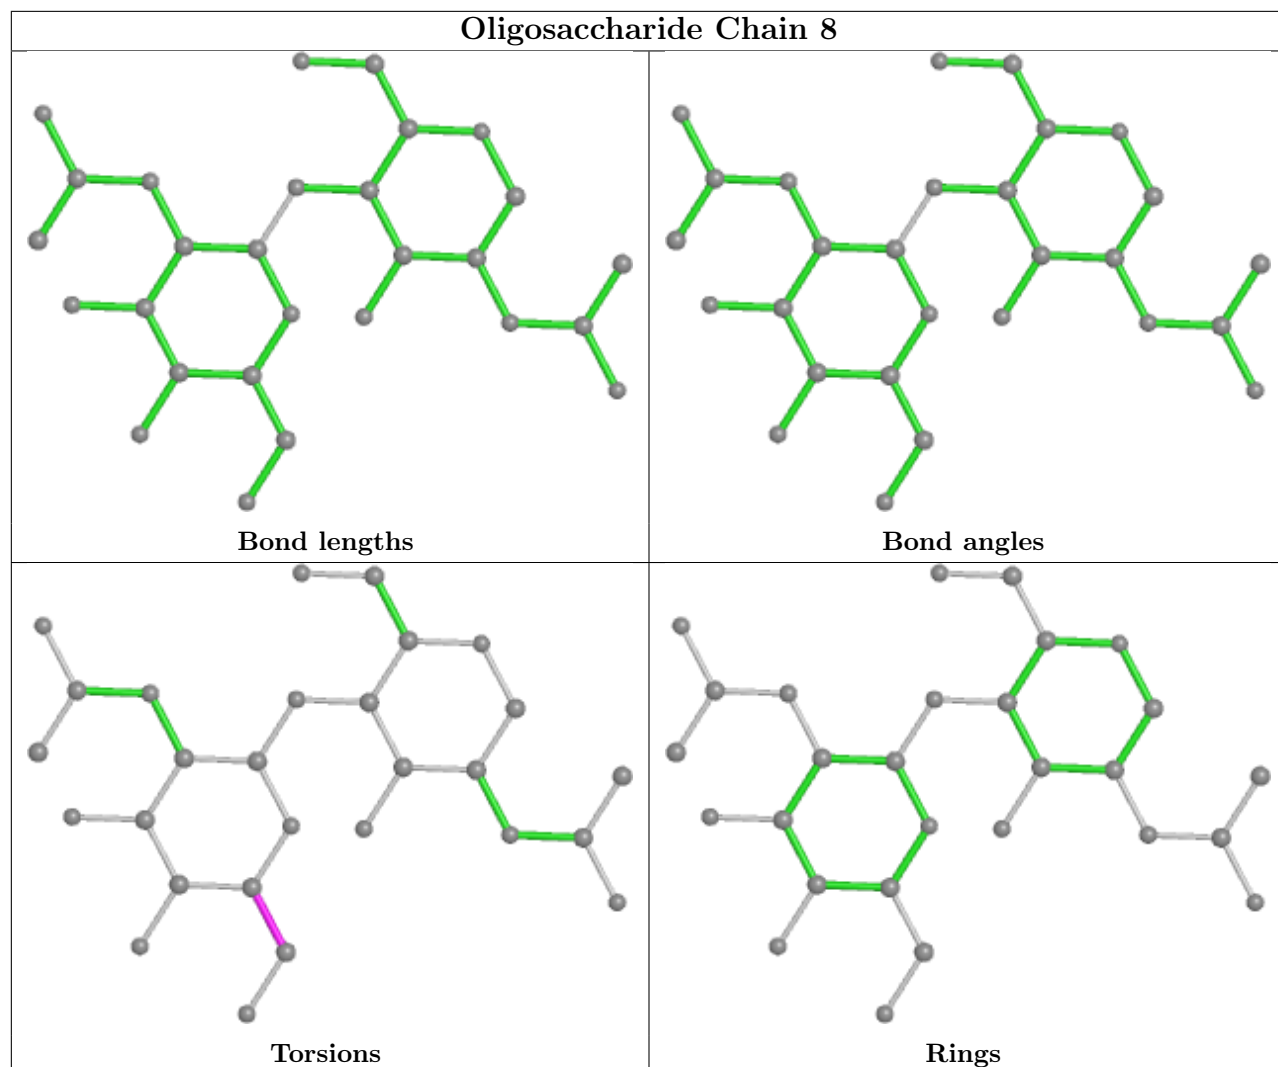 Oligosaccharide Chain 8
Bond lengths
Bond angles
Torsions
Rings